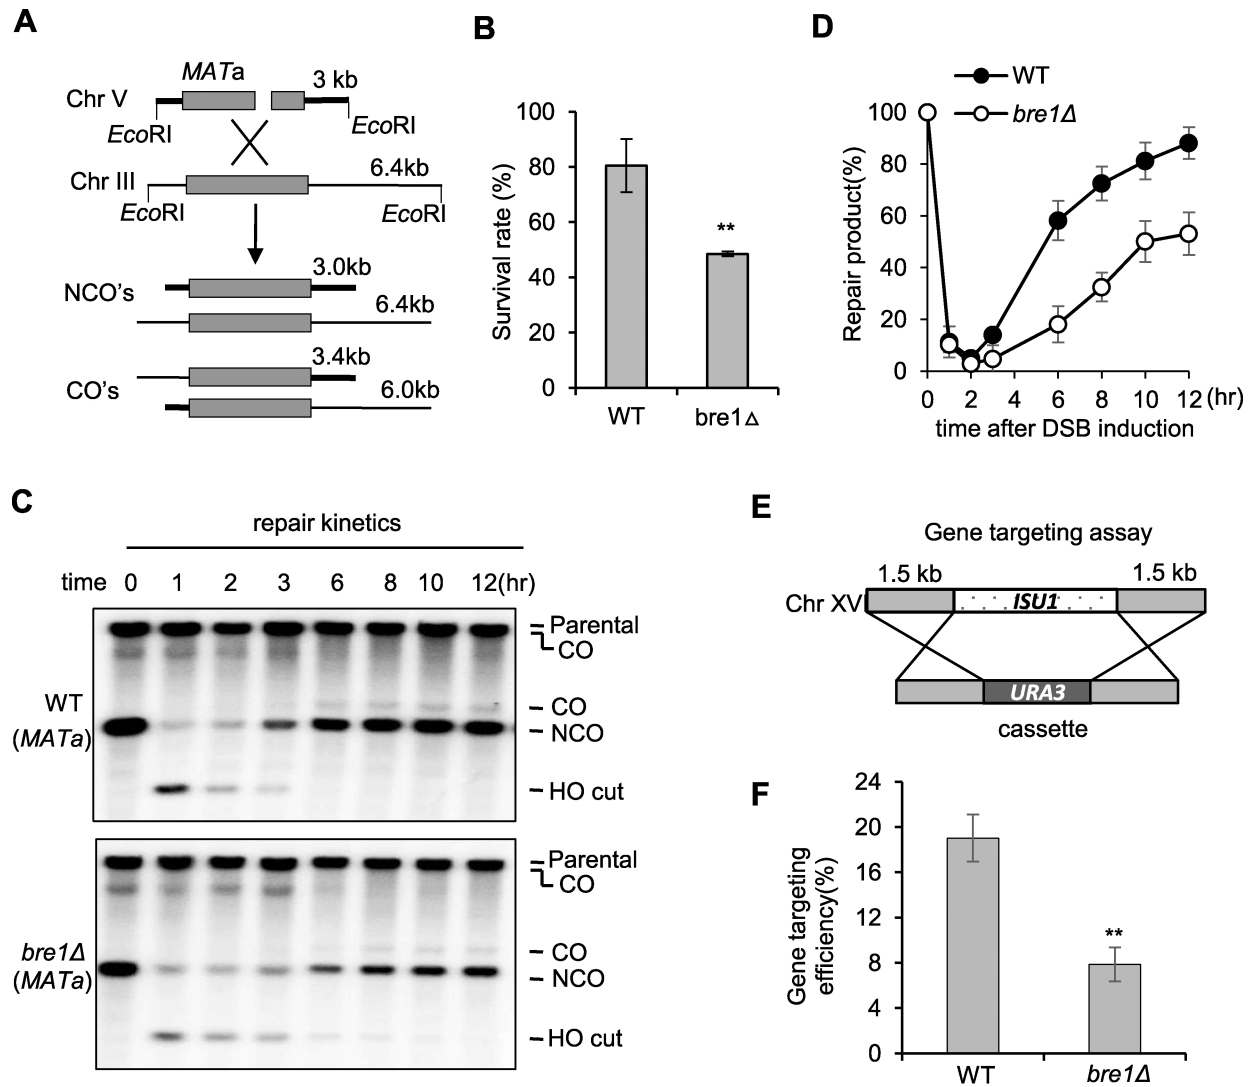 A
MATa
3 kb
Chr V
EcoRI
EcoRI
6.4kb
Chr III
EcoRI
EcoRI
3.0kb
NCO's
6.4kb
3.4kb
CO's
6.0kb
B
Survival rate (%)
100
80
60
40
20
0
**
WT
bre1Δ
D
WT
bre1Δ
Repair product(%)
100
80
60
40
20
0
0 2 4 6 8 10 12 (hr)
time after DSB induction
C
repair kinetics
time 0 1 2 3 6 8 10 12(hr)
WT
(MATa)
Parental
CO
CO
NCO
HO cut
bre1Δ
(MATa)
Parental
CO
CO
NCO
HO cut
E
Gene targeting assay
1.5 kb
1.5 kb
Chr XV
ISU1
URA3
cassette
F
Gene targeting
efficiency(%)
24
20
16
12
8
4
0
**
WT
bre1Δ